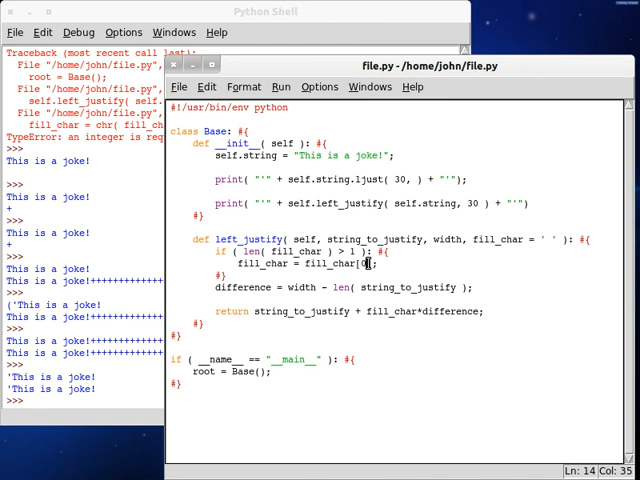 Python Shell
File Edit Debug Options Windows Help
Traceback (most recent call last):
File "/home/john/file.py",
root = Base();
File "/home/john/file.py",
self.left_justify( self.
File "/home/john/file.py",
fill_char = chr( fill_ch
TypeError: an integer is req
>>>
This is a joke!
>>>
This is a joke!
+
>>>
This is a joke!
+
>>>
This is a joke!++++++++++++++
>>>
('This is a joke!
This is a joke!++++++++++++++
>>>
This is a joke!++++++++++++++
This is a joke!++++++++++++++
>>>
'This is a joke!
'This is a joke!
>>>
file.py - /home/john/file.py
File Edit Format Run Options Windows Help
#!/usr/bin/env python
class Base: #{
def __init__( self ): #{
self.string = "This is a joke!";
print( "'" + self.string.ljust( 30, ) + "'");
print( "'" + self.left_justify( self.string, 30 ) + "'")
#}
def left_justify( self, string_to_justify, width, fill_char = ' ' ): #{
if ( len( fill_char ) > 1 ): #{
fill_char = fill_char[0];
#}
difference = width - len( string_to_justify );
return string_to_justify + fill_char*difference;
#}
#}
if ( __name__ == "__main__" ): #{
root = Base();
#}
Ln: 14 Col: 35